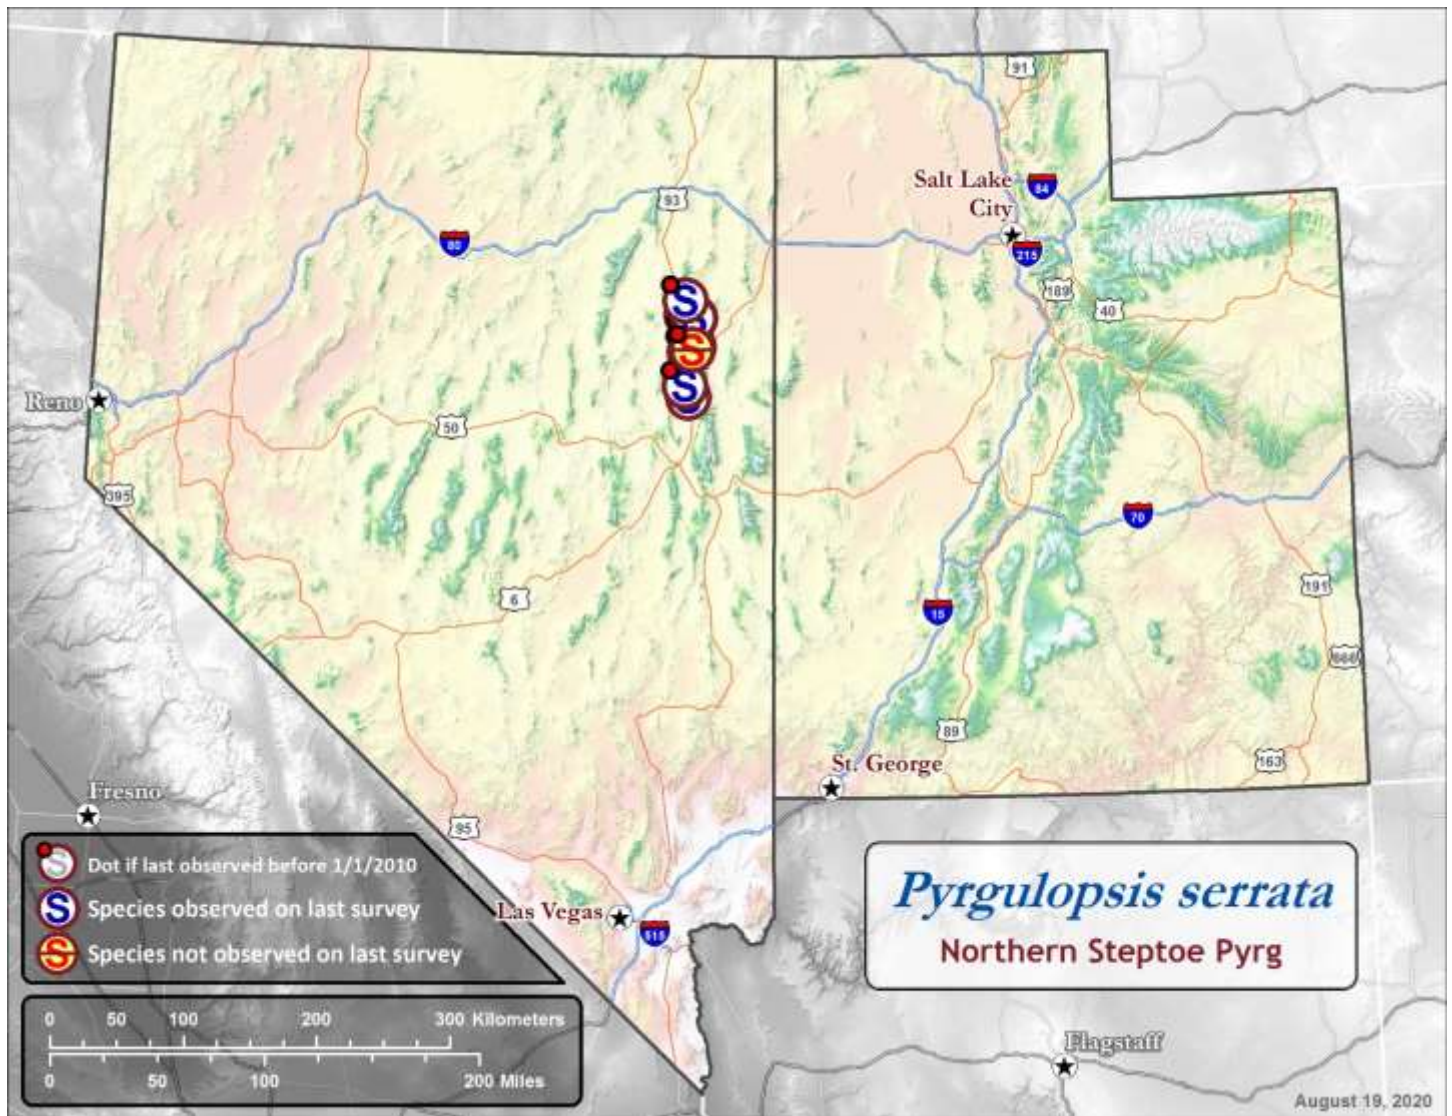 91
Salt Lake
City
84
93
80
215
189
40
S
S
S
Reno
50
395
70
6
191
15
666
89
St. George
163
Fresno
95
Dot if last observed before 1/1/2010
S
Species observed on last survey
S
Species not observed on last survey
Las Vegas
515
Pyrgulopsis serrata
Northern Steptoe Pyrg
0 50 100 200 300 Kilometers
0 50 100 200 Miles
Flagstaff
August 19, 2020